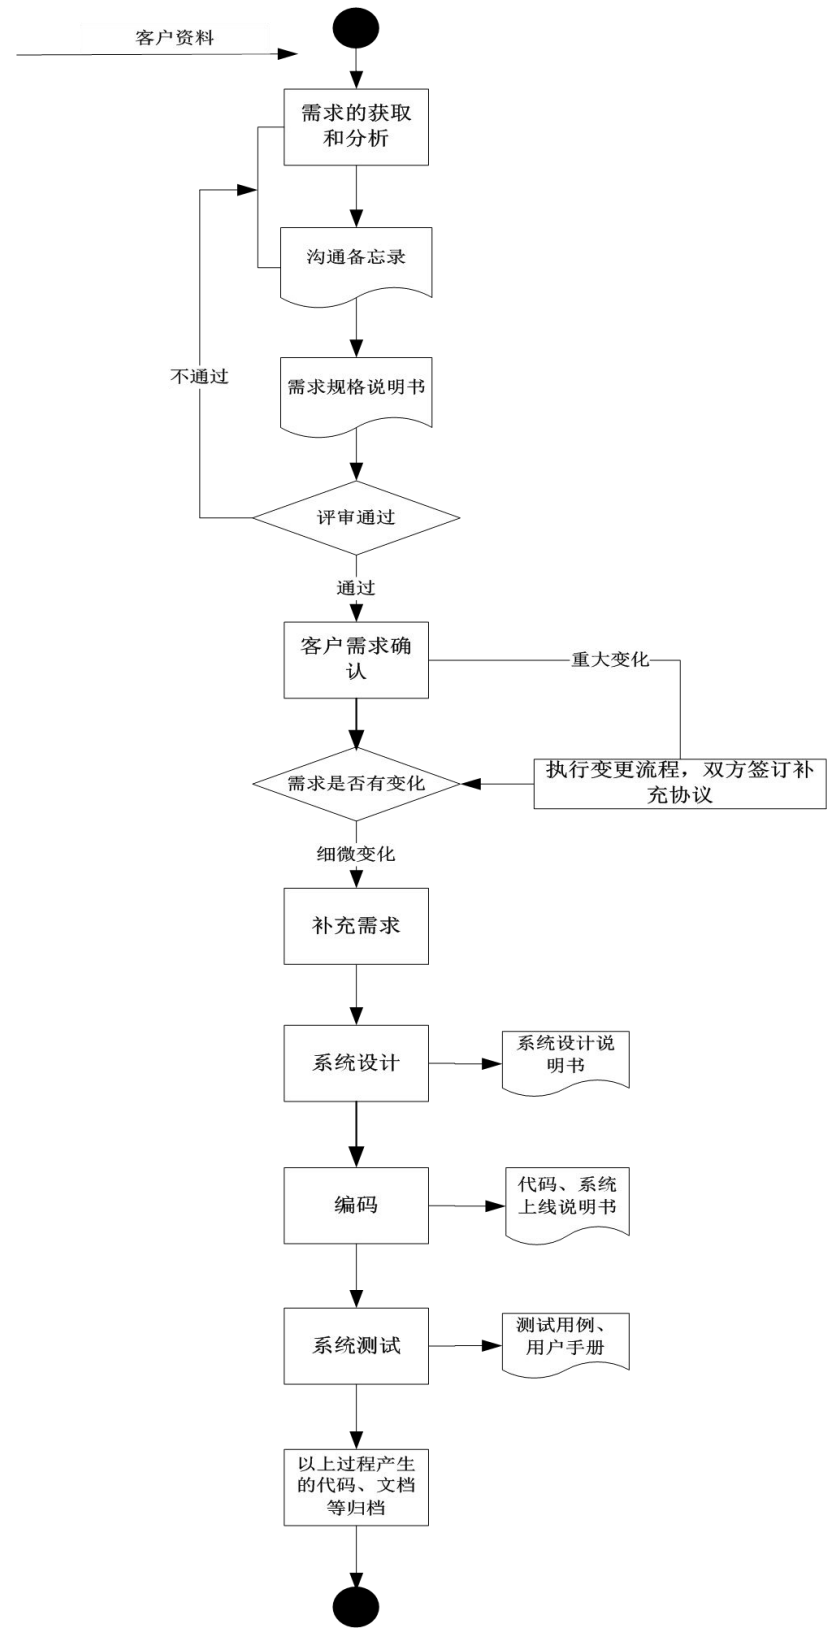 客户资料
需求的获取
和分析
沟通备忘录
不通过
需求规格说明书
评审通过
通过
客户需求确
认
重大变化
需求是否有变化
执行变更流程，双方签订补
充协议
细微变化
补充需求
系统设计
系统设计说
明书
编码
代码、系统
上线说明书
系统测试
测试用例、
用户手册
以上过程产生
的代码、文档
等归档